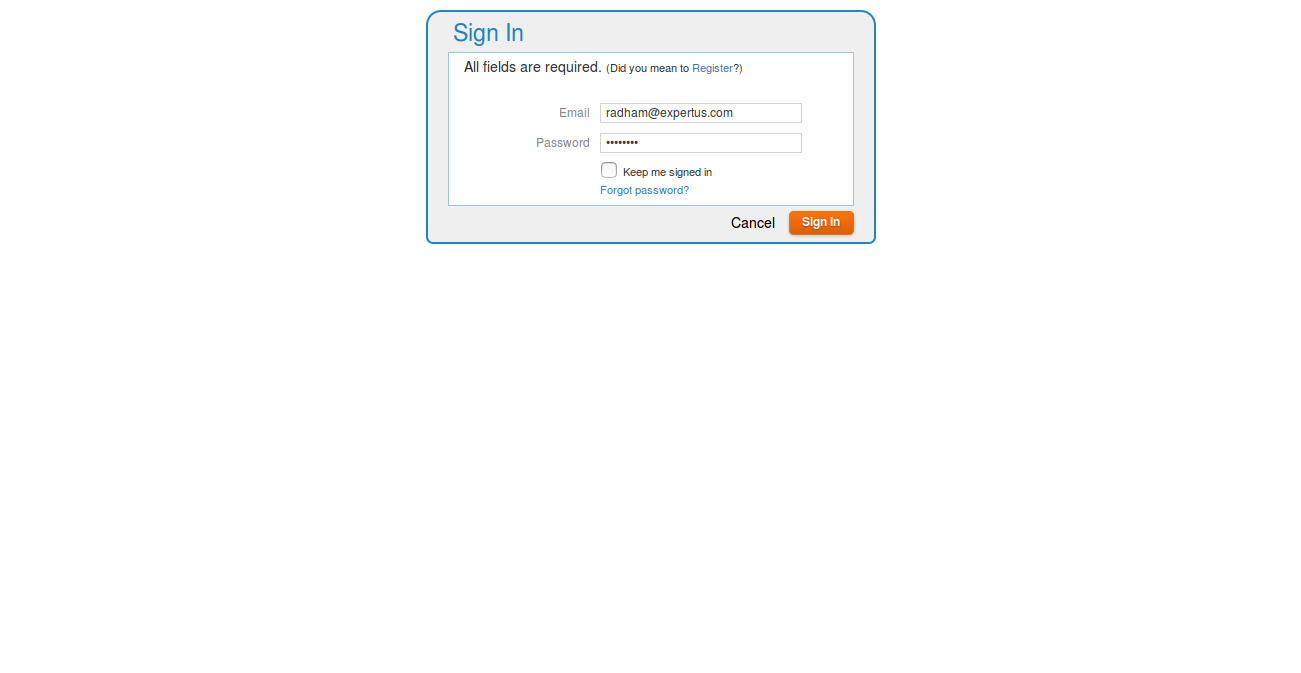 Sign In
All fields are required. (Did you mean to Register?)
Email radham@expertus.com
Password ••••••••
Keep me signed in
Forgot password?
Cancel Sign In